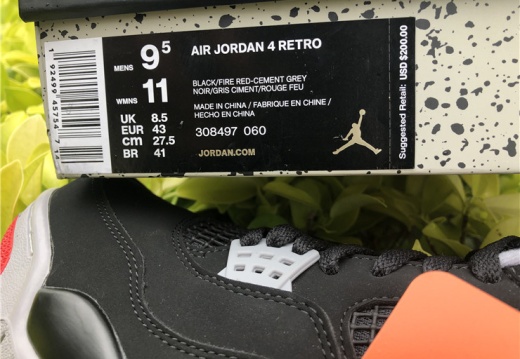 MENS 9⁵ AIR JORDAN 4 RETRO
WMNS 11 BLACK/FIRE RED-CEMENT GREY
NOIR/GRIS CIMENT/ROUGE FEU
UK 8.5 MADE IN CHINA / FABRIQUE EN CHINE /
EUR 43 HECHO EN CHINA
cm 27.5 308497 060
BR 41 JORDAN.COM
Suggested Retail: USD $200.00